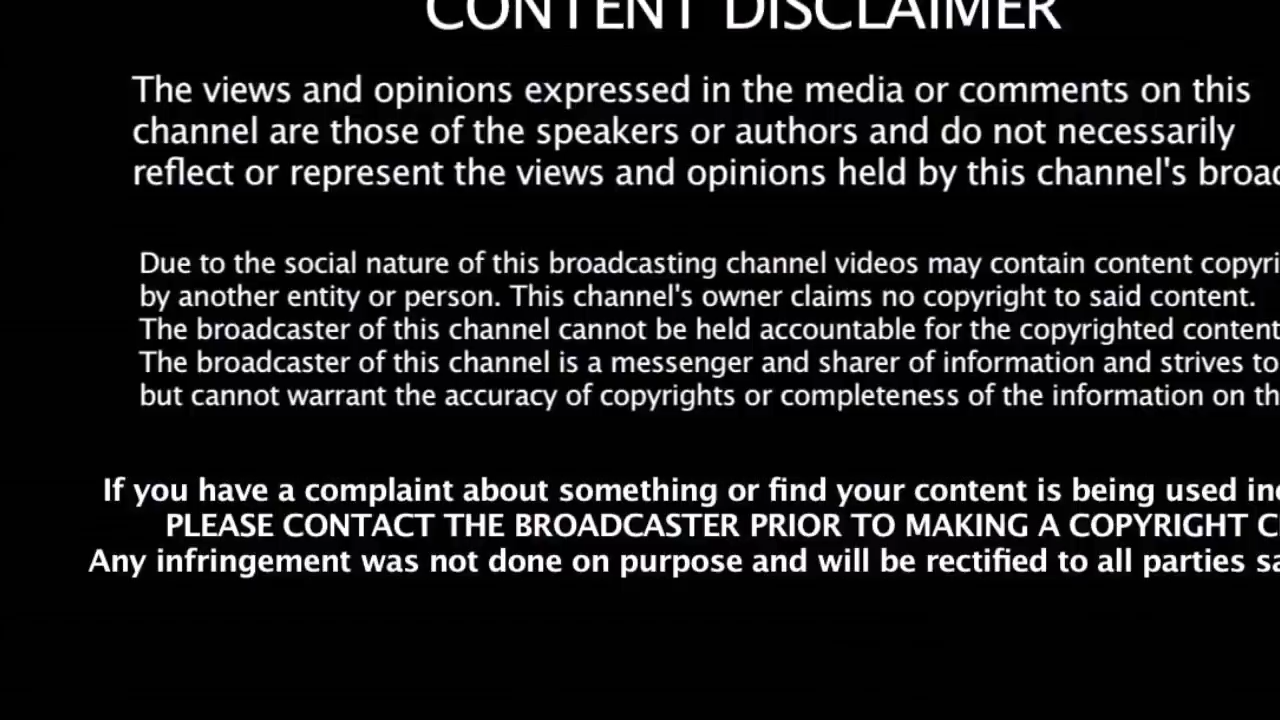 CONTENT DISCLAIMER
The views and opinions expressed in the media or comments on this
channel are those of the speakers or authors and do not necessarily
reflect or represent the views and opinions held by this channel's
Due to the social nature of this broadcasting channel videos may contain content
by another entity or person. This channel's owner claims no copyright to said content.
The broadcaster of this channel cannot be held accountable for the copyrighted content
The broadcaster of this channel is a messenger and sharer of information and strives to
but cannot warrant the accuracy of copyrights or completeness of the information on
If you have a complaint about something or find your content is being used
PLEASE CONTACT THE BROADCASTER PRIOR TO MAKING A COPYRIGHT
Any infringement was not done on purpose and will be rectified to all parties